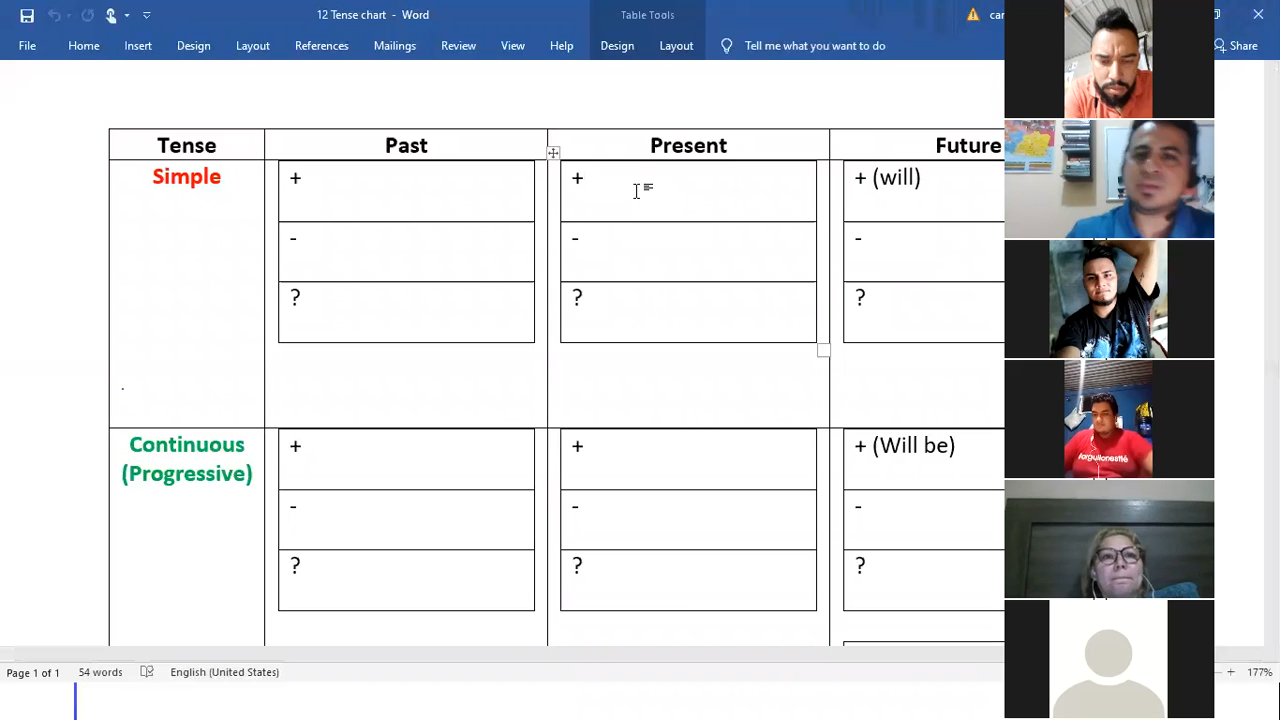 12 Tense chart - Word
Table Tools
File Home Insert Design Layout References Mailings Review View Help Design Layout Tell me what you want to do
Share
Tense Past Present Future
Simple + + + (will)
- - -
? ? ?
Continuous + + + (Will be)
(Progressive)
- - -
? ? ?
Page 1 of 1 54 words English (United States) + 177%